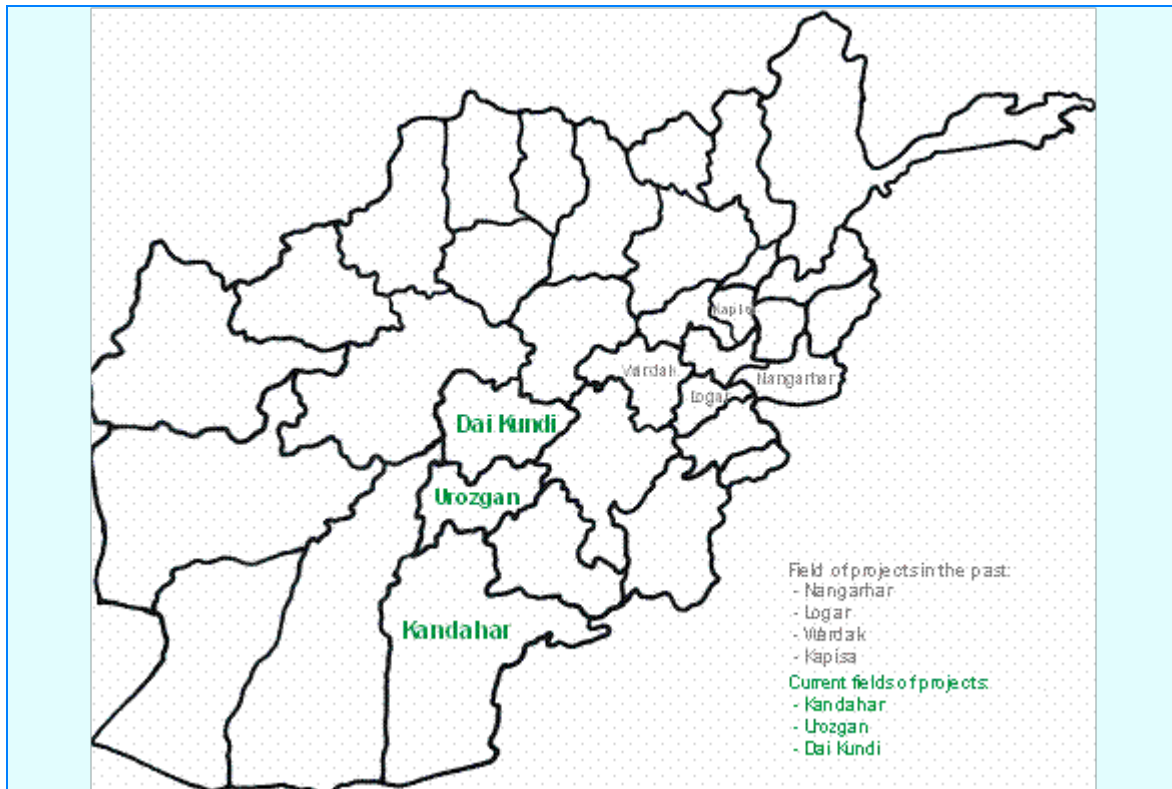 Kapisa
Wardak
Nangarhar
Logar
Dai Kundi
Urozgan
Kandahar
Field of projects in the past:
- Nangarhar
- Logar
- Wardak
- Kapisa
Current fields of projects:
- Kandahar
- Urozgan
- Dai Kundi